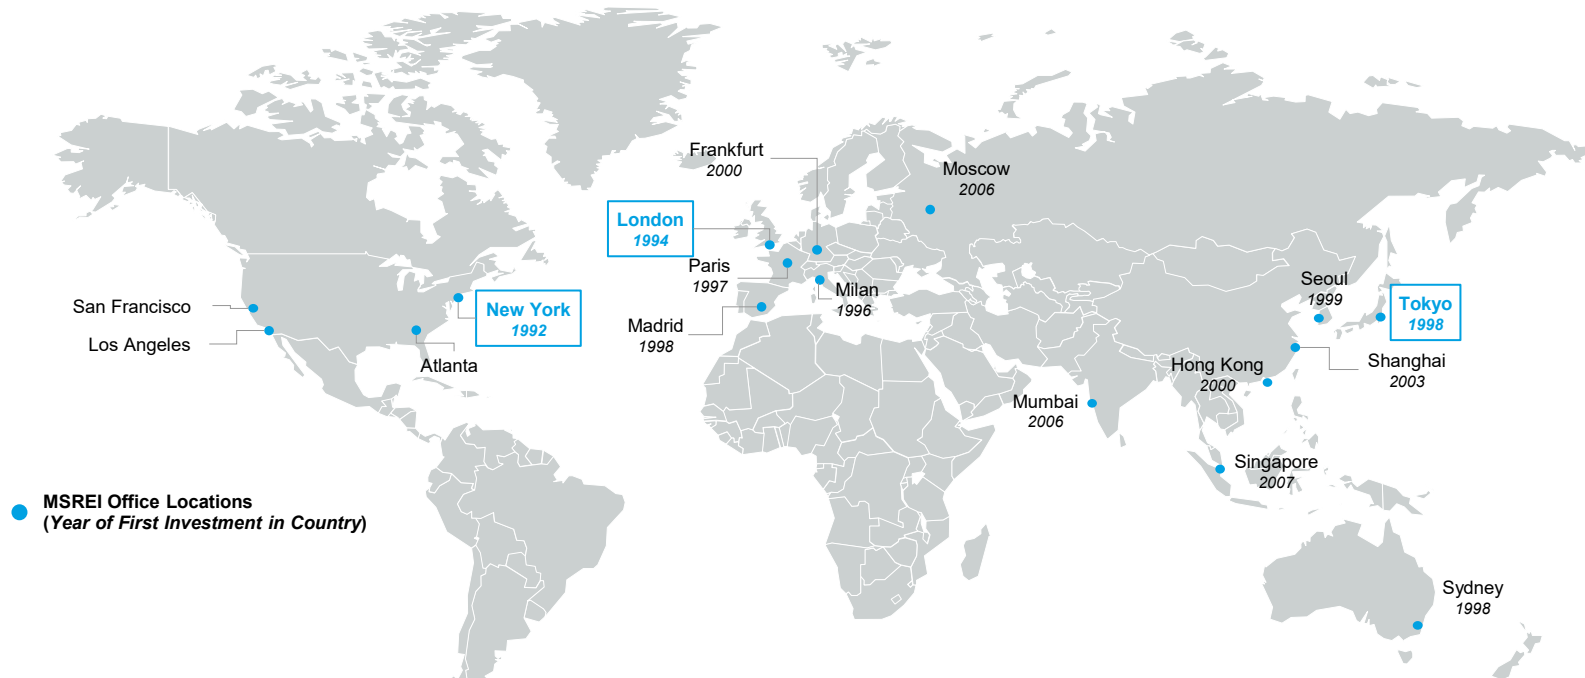 Frankfurt
2000
Moscow
2006
London
1994
Paris
1997
Milan
1996
Madrid
1998
San Francisco
Los Angeles
New York
1992
Atlanta
Seoul
1999
Tokyo
1998
Shanghai
2003
Hong Kong
2000
Mumbai
2006
Singapore
2007
Sydney
1998
MSREI Office Locations
(Year of First Investment in Country)